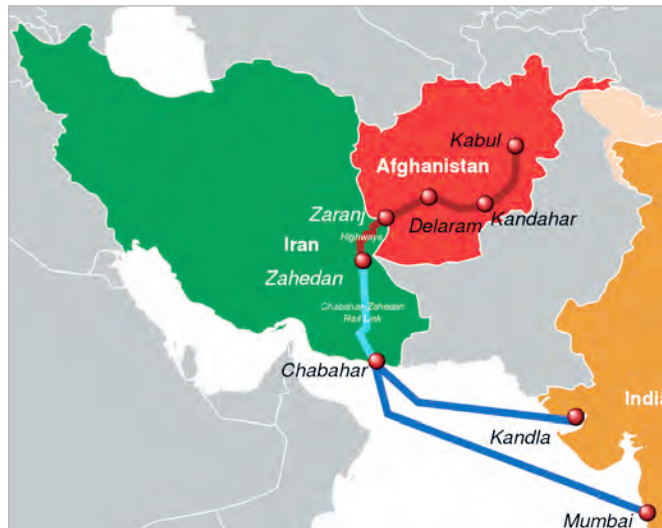 Kabul
Afghanistan
Zaranj
Delaram
Kandahar
Highways
Iran
Zahedan
Chabahar-Zahedan
Rail Link
Chabahar
India
Kandla
Mumbai